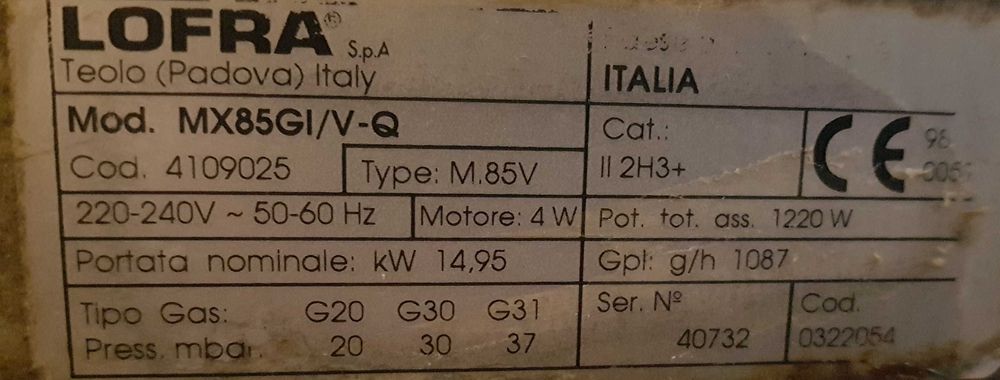 LOFRA® S.p.A
Teolo (Padova) Italy
ITALIA
Mod. MX85GI/V-Q
Cod. 4109025
Type: M.85V
Cat.:
II 2H3+
CE
220-240V ~ 50-60 Hz
Motore: 4 W
Pot. tot. ass. 1220 W
Portata nominale: kW 14,95
Gpl: g/h 1087
Tipo Gas: G20 G30 G31
Press. mbar. 20 30 37
Ser. Nº
40732
Cod.
0322054